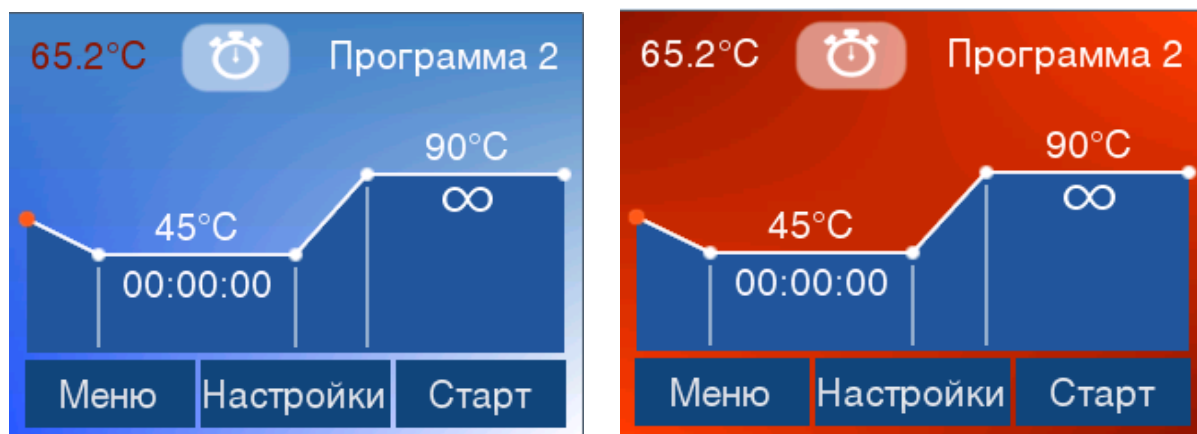 65.2°C Программа 2
90°C
∞
45°C
00:00:00
Меню Настройки Старт
65.2°C Программа 2
90°C
∞
45°C
00:00:00
Меню Настройки Старт